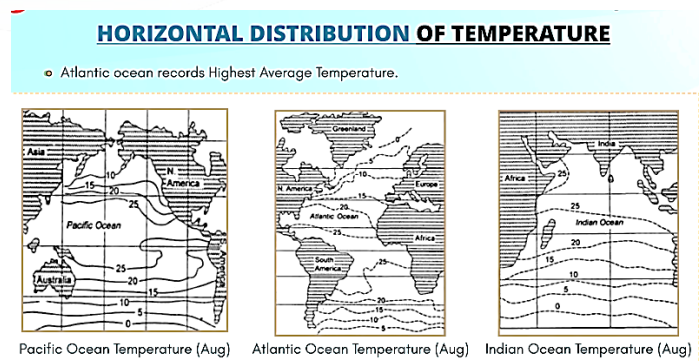 HORIZONTAL DISTRIBUTION OF TEMPERATURE
Atlantic ocean records Highest Average Temperature.
Asia
N.
America
10
15
20
25
Pacific Ocean
25
Australia
20
15
10
5
0
Greenland
0
5
10
N. America
Europe
15
20
Atlantic Ocean
25
Africa
South
America
25
20
15
10
5
India
Africa
25
25
Indian Ocean
20
15
10
5
0
Pacific Ocean Temperature (Aug)
Atlantic Ocean Temperature (Aug)
Indian Ocean Temperature (Aug)